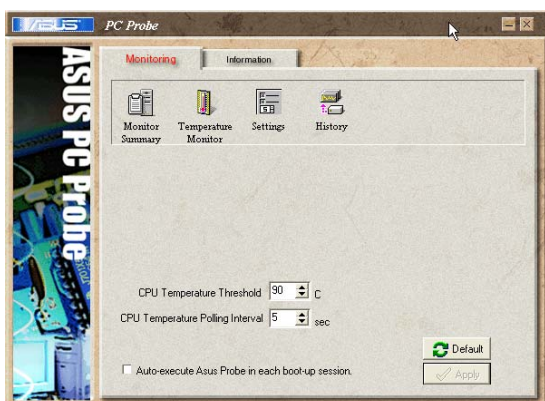 ASUS PC Probe
Monitoring Information
Monitor Summary
Temperature Monitor
Settings
History
CPU Temperature Threshold 90 C
CPU Temperature Polling Interval 5 sec
Auto-execute Asus Probe in each boot-up session.
Default
Apply
ASUS PC Probe